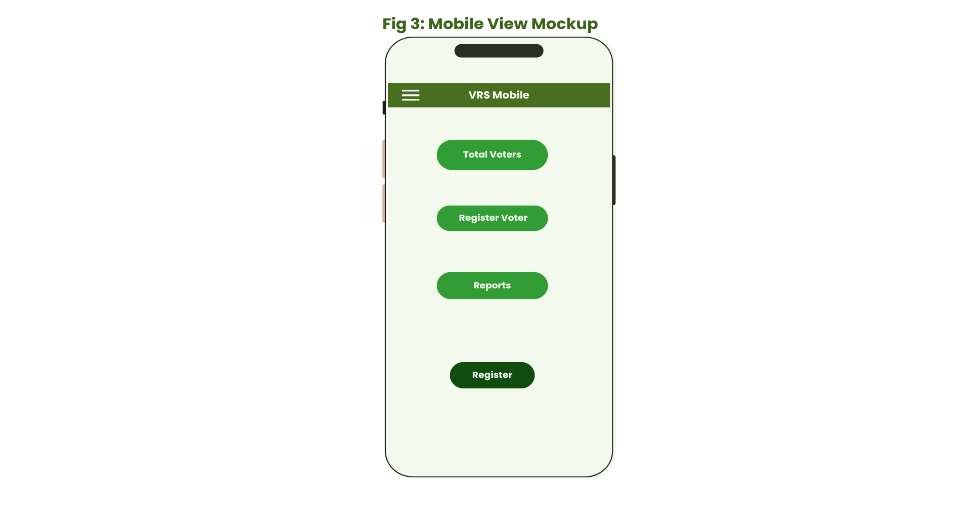 Fig 3: Mobile View Mockup
VRS Mobile
Total Voters
Register Voter
Reports
Register